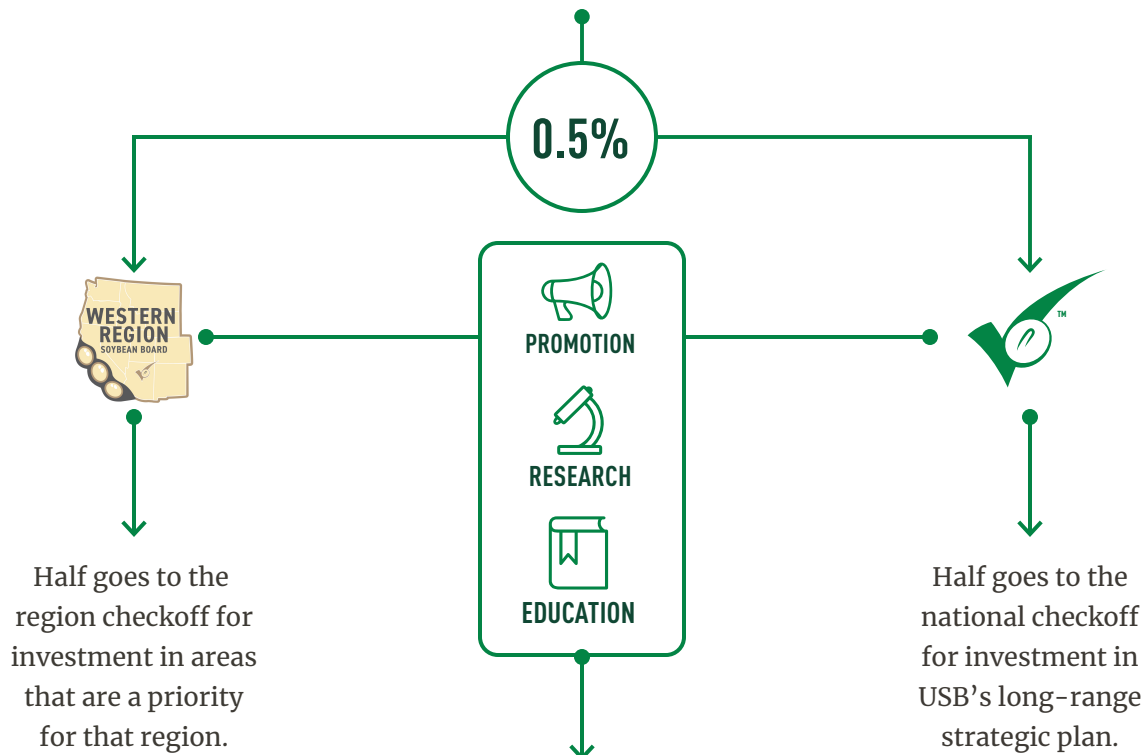 0.5%
WESTERN
REGION
SOYBEAN BOARD
PROMOTION
RESEARCH
EDUCATION
TM
Half goes to the
region checkoff for
investment in areas
that are a priority
for that region.
Half goes to the
national checkoff
for investment in
USB’s long-range
strategic plan.